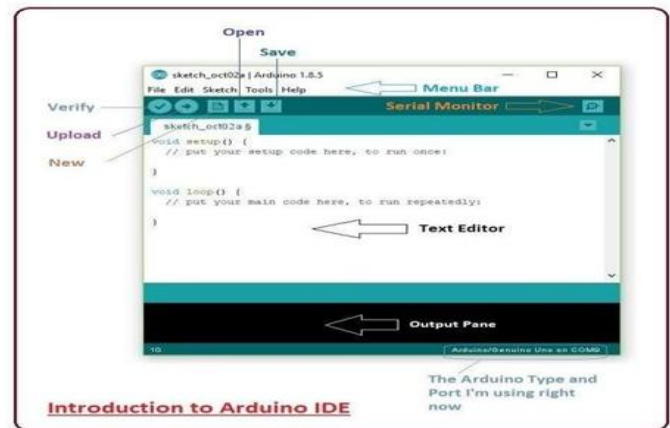 Open
Save
sketch_oct02a | Arduino 1.8.5
File Edit Sketch Tools Help
Menu Bar
Verify
Serial Monitor
Upload
sketch_oct02a §
New
void setup() {
// put your setup code here, to run once:
}
void loop() {
// put your main code here, to run repeatedly:
}
Text Editor
Output Pane
10
Arduino/Genuino Uno on COM9
The Arduino Type and
Port I'm using right
now
Introduction to Arduino IDE